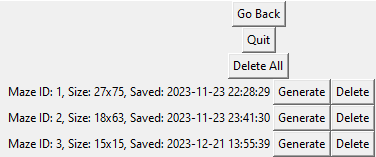 Go Back
Quit
Delete All
Maze ID: 1, Size: 27x75, Saved: 2023-11-23 22:28:29 Generate Delete
Maze ID: 2, Size: 18x63, Saved: 2023-11-23 23:41:30 Generate Delete
Maze ID: 3, Size: 15x15, Saved: 2023-12-21 13:55:39 Generate Delete